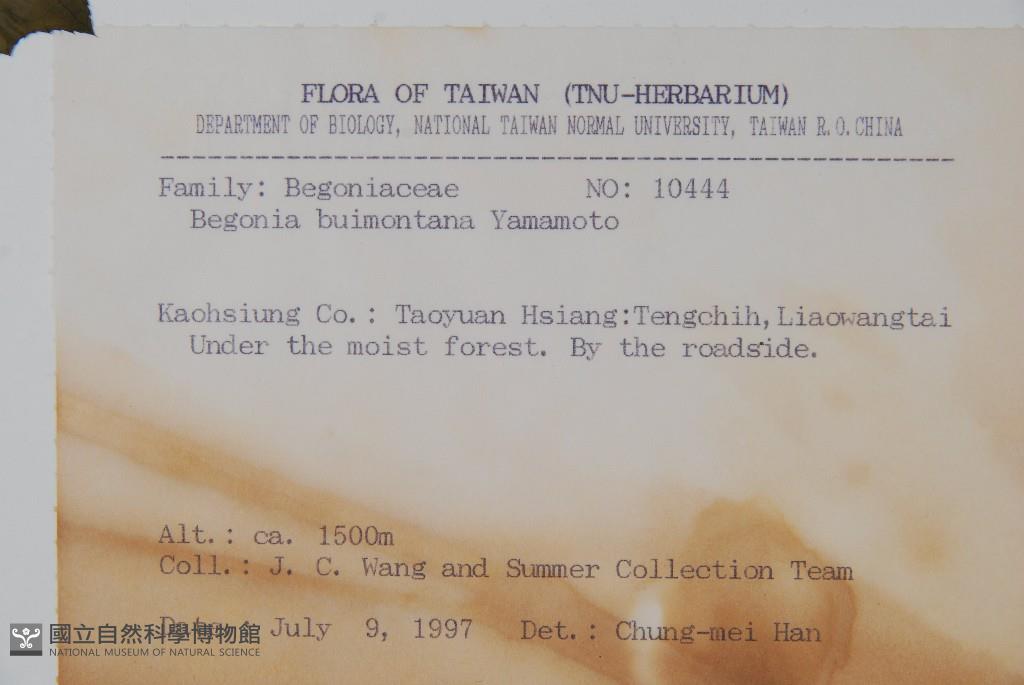 FLORA OF TAIWAN (TNU-HERBARIUM)
DEPARTMENT OF BIOLOGY, NATIONAL TAIWAN NORMAL UNIVERSITY, TAIWAN R.O.CHINA
Family: Begoniaceae NO: 10444
Begonia buimontana Yamamoto
Kaohsiung Co.: Taoyuan Hsiang:Tengchih,Liaowangtai
Under the moist forest. By the roadside.
Alt.: ca. 1500m
Coll.: J. C. Wang and Summer Collection Team
Date.: July 9, 1997 Det.: Chung-mei Han
國立自然科學博物館
NATIONAL MUSEUM OF NATURAL SCIENCE